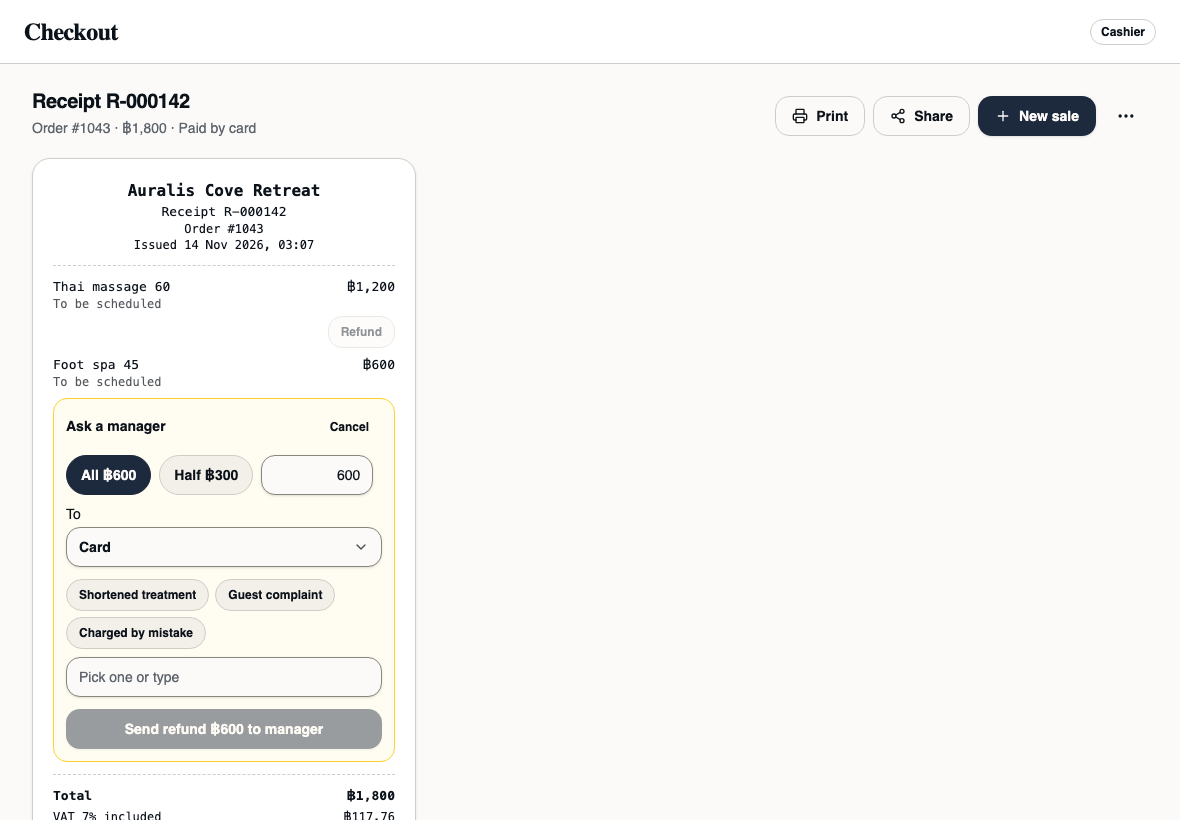 Checkout
Cashier
Receipt R-000142
Order #1043 · ฿1,800 · Paid by card
Print
Share
New sale
Auralis Cove Retreat
Receipt R-000142
Order #1043
Issued 14 Nov 2026, 03:07
Thai massage 60 ฿1,200
To be scheduled
Refund
Foot spa 45 ฿600
To be scheduled
Ask a manager Cancel
All ฿600 Half ฿300 600
To
Card
Shortened treatment Guest complaint
Charged by mistake
Pick one or type
Send refund ฿600 to manager
Total ฿1,800
VAT 7% included ฿117.76